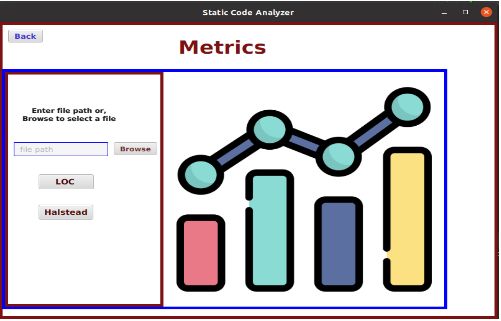 Static Code Analyzer
Back
Metrics
Enter file path or,
Browse to select a file
file path
Browse
LOC
Halstead